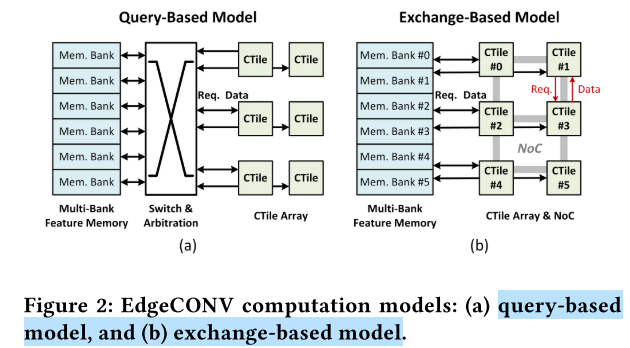 Query-Based Model
Mem. Bank
Mem. Bank
Mem. Bank
Mem. Bank
Mem. Bank
Mem. Bank
CTile
CTile
Req. Data
CTile
CTile
CTile
CTile
Multi-Bank
Feature Memory
Switch &
Arbitration
CTile Array
(a)
Exchange-Based Model
Mem. Bank #0
Mem. Bank #1
Mem. Bank #2
Mem. Bank #3
Mem. Bank #4
Mem. Bank #5
CTile
#0
CTile
#1
Req. Data
Req.
Data
CTile
#2
CTile
#3
NoC
CTile
#4
CTile
#5
Multi-Bank
Feature Memory
CTile Array & NoC
(b)
Figure 2: EdgeCONV computation models: (a) query-based
model, and (b) exchange-based model.